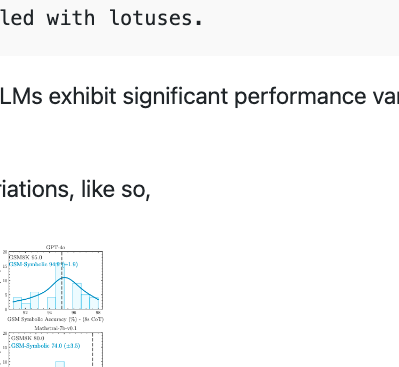 led with lotuses.
LMs exhibit significant performance var
riations, like so,
GPT-4o
GSM8K 95.0
GSM-Symbolic 94.9 (±1.9)
GSM Symbolic Accuracy (%) - (8s CoT)
Mathstral-7b-v0.1
GSM8K 80.0
GSM-Symbolic 74.0 (±3.5)